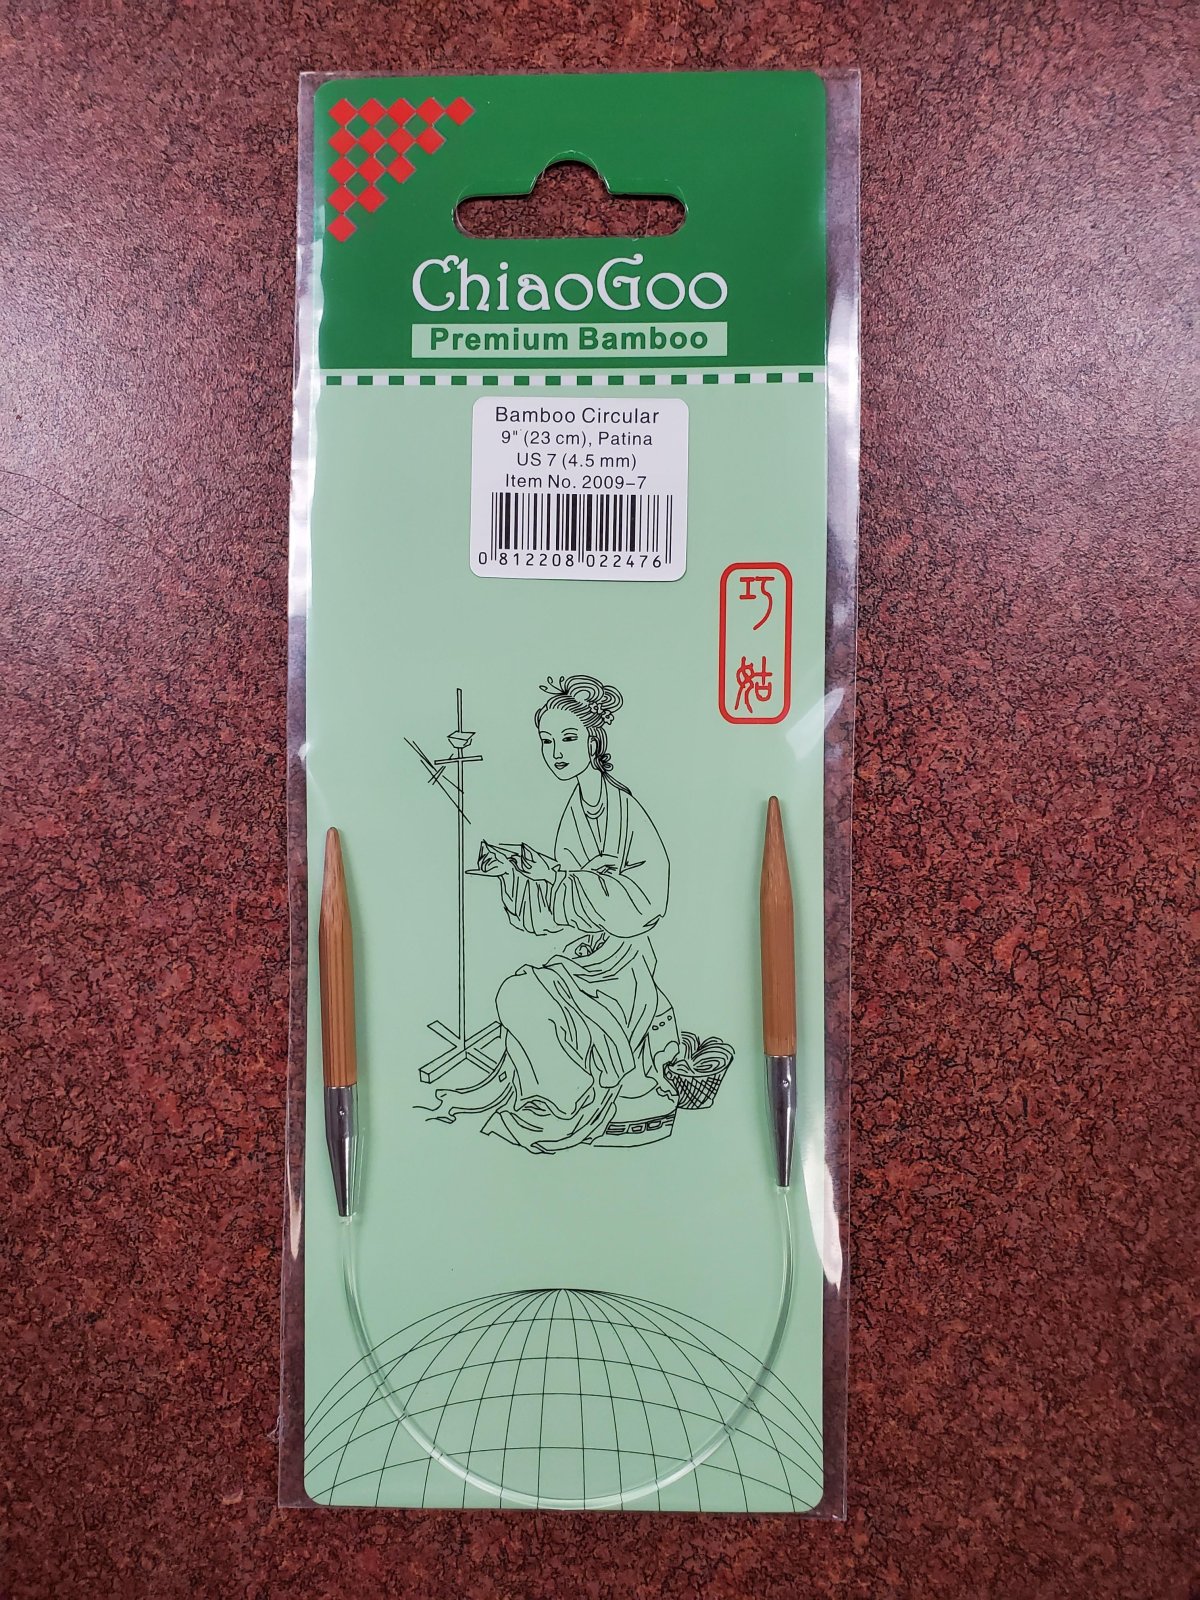 ChiaoGoo
Premium Bamboo
Bamboo Circular
9" (23 cm), Patina
US 7 (4.5 mm)
Item No. 2009-7
0 812208 022476
巧
姑